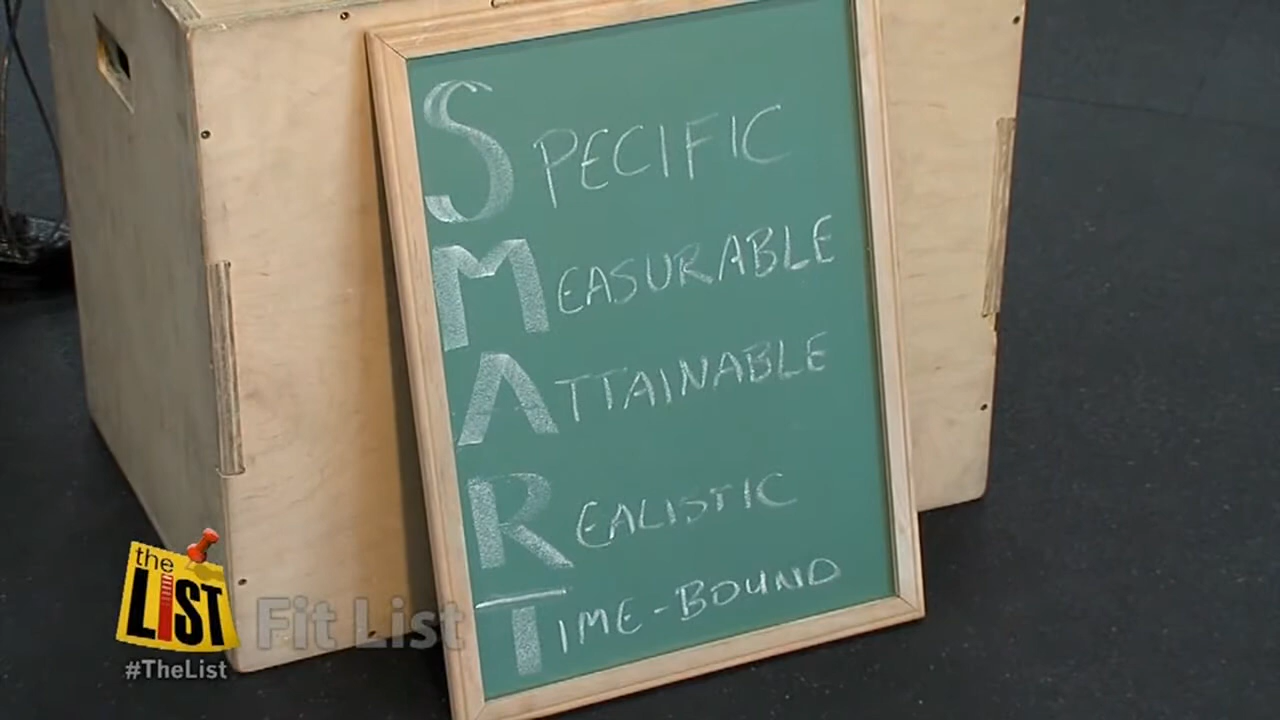 SPECIFIC
MEASURABLE
ATTAINABLE
REALISTIC
TIME-BOUND
the
LIST
Fit List
#TheList